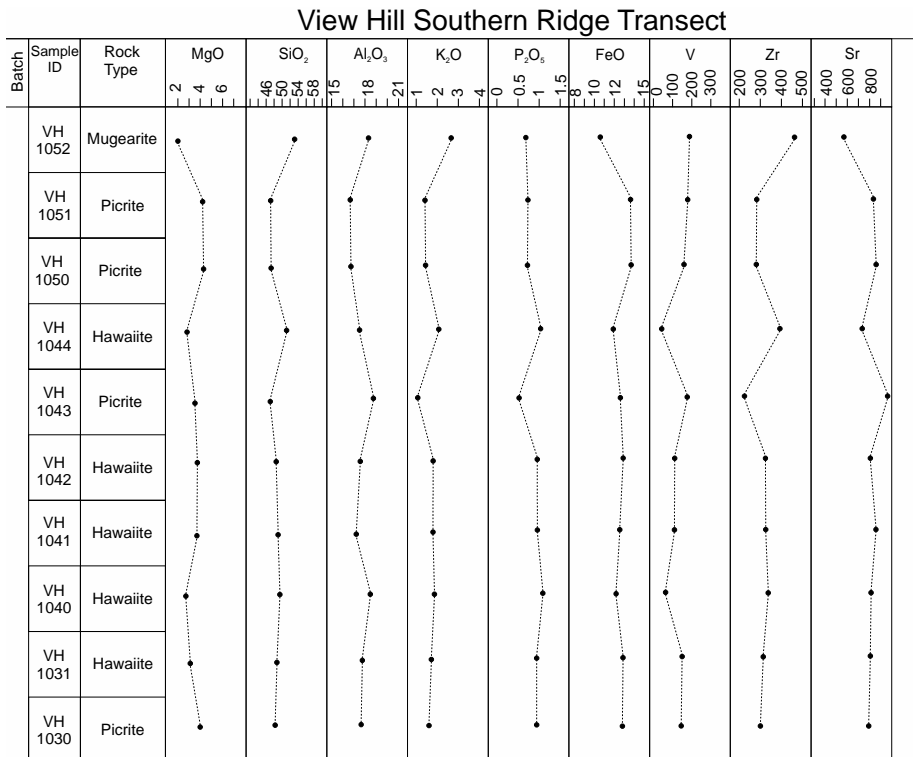 View Hill Southern Ridge Transect
Batch
Sample ID
Rock Type
MgO
SiO₂
Al₂O₃
K₂O
P₂O₅
FeO
V
Zr
Sr
2 4 6 8
46 50 54 58
15 18 21
1 2 3 4
0 0.5 1 1.5
8 10 12 15
0 100 200 300
200 300 400 500
400 600 800
VH 1052 Mugearite
VH 1051 Picrite
VH 1050 Picrite
VH 1044 Hawaiite
VH 1043 Picrite
VH 1042 Hawaiite
VH 1041 Hawaiite
VH 1040 Hawaiite
VH 1031 Hawaiite
VH 1030 Picrite